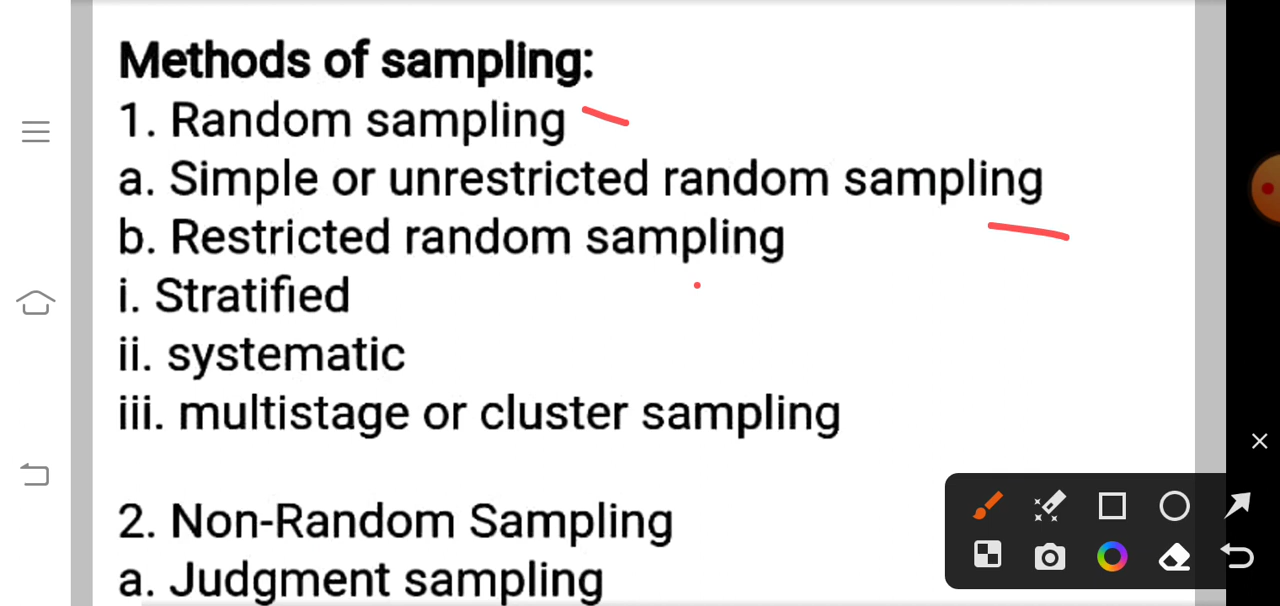 Methods of sampling:
1. Random sampling
a. Simple or unrestricted random sampling
b. Restricted random sampling
i. Stratified
ii. systematic
iii. multistage or cluster sampling
2. Non-Random Sampling
a. Judgment sampling